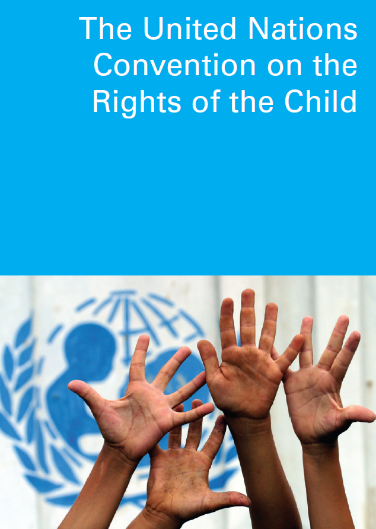 The United Nations
Convention on the
Rights of the Child